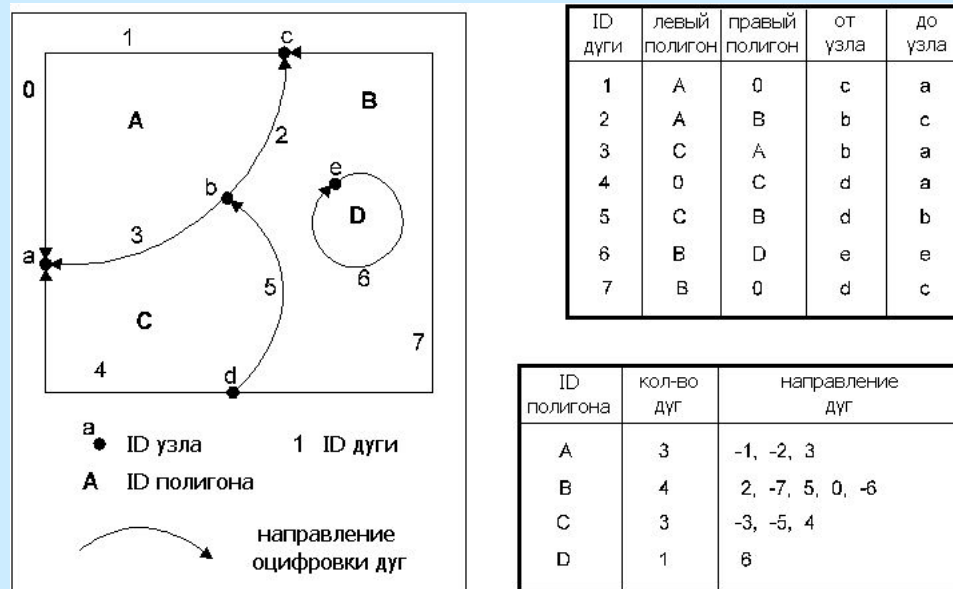 1
c
0
B
A
2
b
e
D
a
3
5
6
C
7
4
d
a
ID узла
1 ID дуги
A ID полигона
направление
оцифровки дуг
ID левый правый от до
дуги полигон полигон узла узла
1 A 0 c a
2 A B b c
3 C A b a
4 0 C d a
5 C B d b
6 B D e e
7 B 0 d c
ID кол-во направление
полигона дуг дуг
A 3 -1, -2, 3
B 4 2, -7, 5, 0, -6
C 3 -3, -5, 4
D 1 6